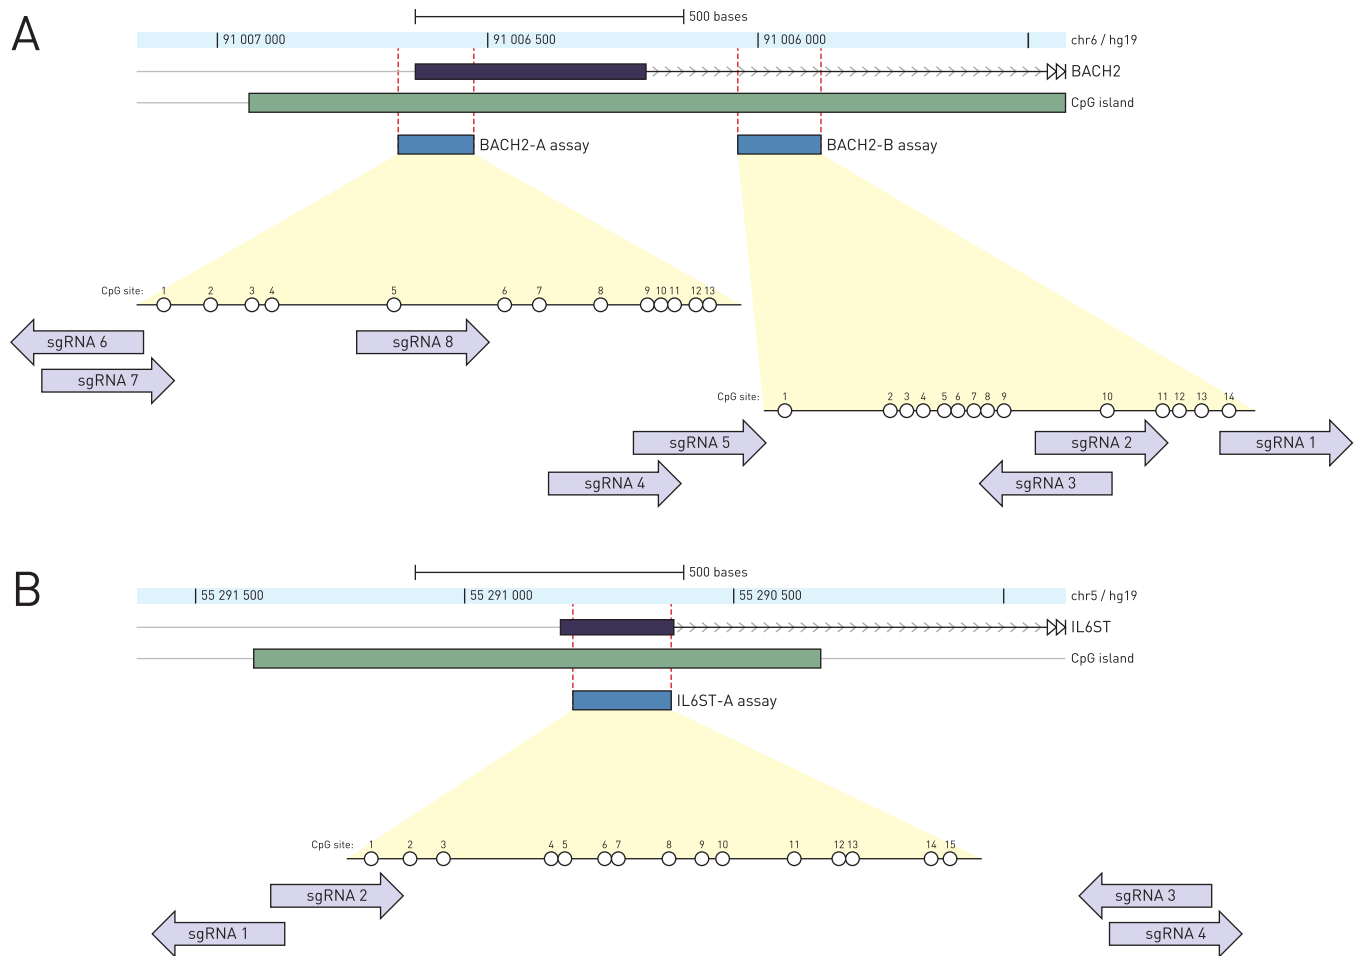 A
500 bases
91 007 000 91 006 500 91 006 000 chr6 / hg19
BACH2
CpG island
BACH2-A assay BACH2-B assay
CpG site: 1 2 3 4 5 6 7 8 9 10 11 12 13
sgRNA 6 sgRNA 8
sgRNA 7
CpG site: 1 2 3 4 5 6 7 8 9 10 11 12 13 14
sgRNA 5 sgRNA 2 sgRNA 1
sgRNA 4 sgRNA 3
B
500 bases
55 291 500 55 291 000 55 290 500 chr5 / hg19
IL6ST
CpG island
IL6ST-A assay
CpG site: 1 2 3 4 5 6 7 8 9 10 11 12 13 14 15
sgRNA 2 sgRNA 3
sgRNA 1 sgRNA 4